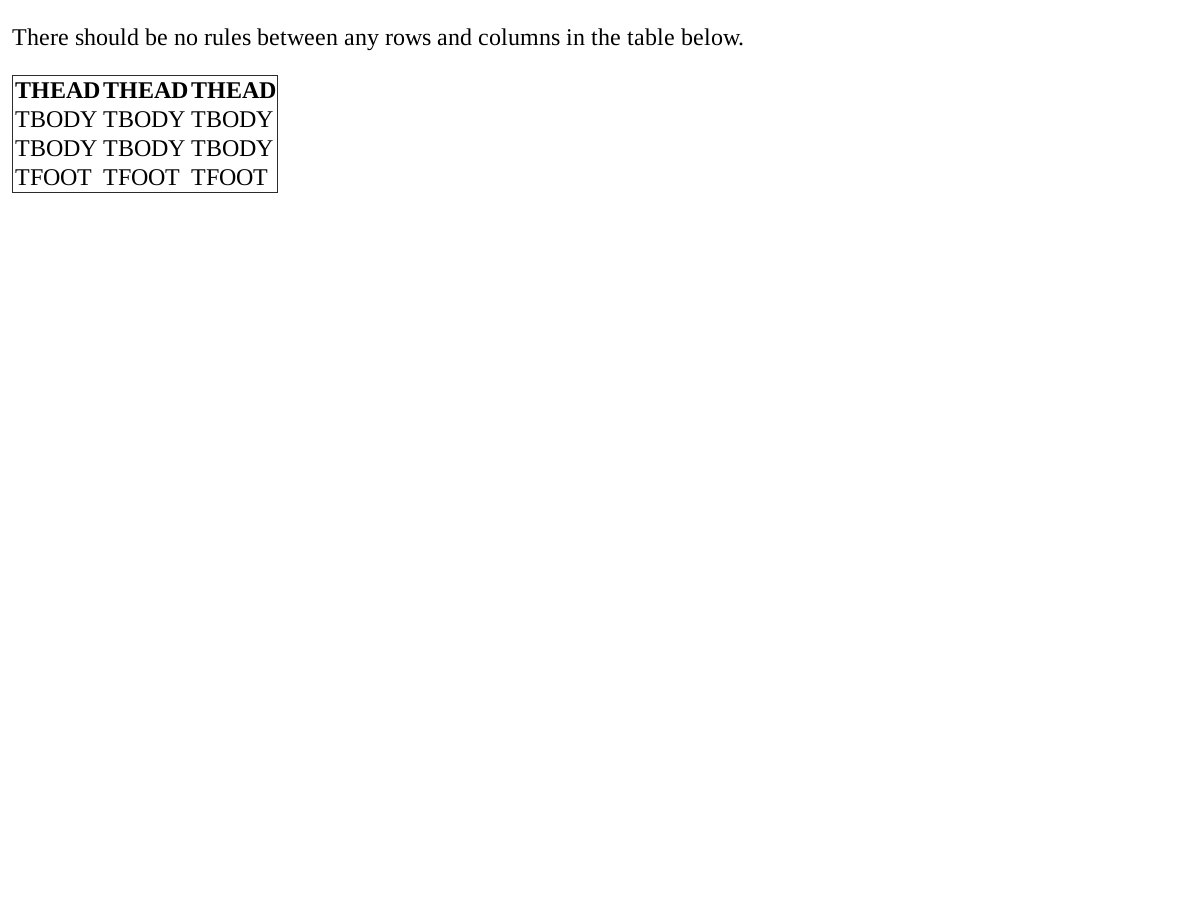 There should be no rules between any rows and columns in the table below.
THEAD THEAD THEAD
TBODY TBODY TBODY
TBODY TBODY TBODY
TFOOT TFOOT TFOOT